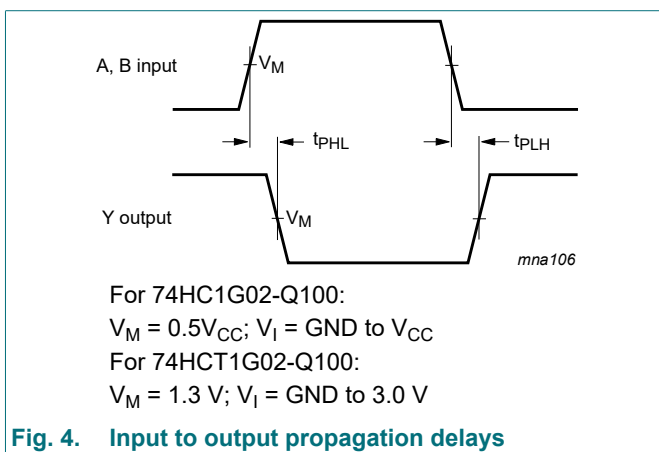 A, B input
VM
tPHL
tPLH
Y output
VM
mna106
For 74HC1G02-Q100:
VM = 0.5VCC; VI = GND to VCC
For 74HCT1G02-Q100:
VM = 1.3 V; VI = GND to 3.0 V
Fig. 4. Input to output propagation delays